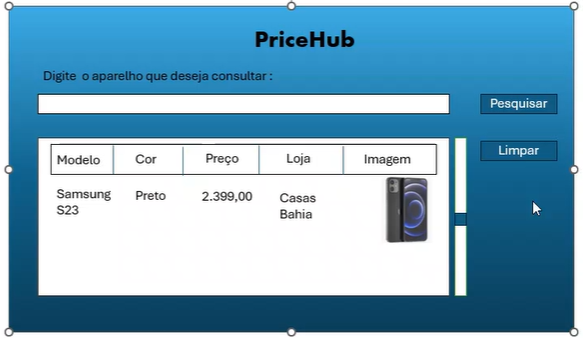 PriceHub
Digite o aparelho que deseja consultar :
Pesquisar
Limpar
Modelo Cor Preço Loja Imagem
Samsung Preto 2.399,00 Casas
S23 Bahia